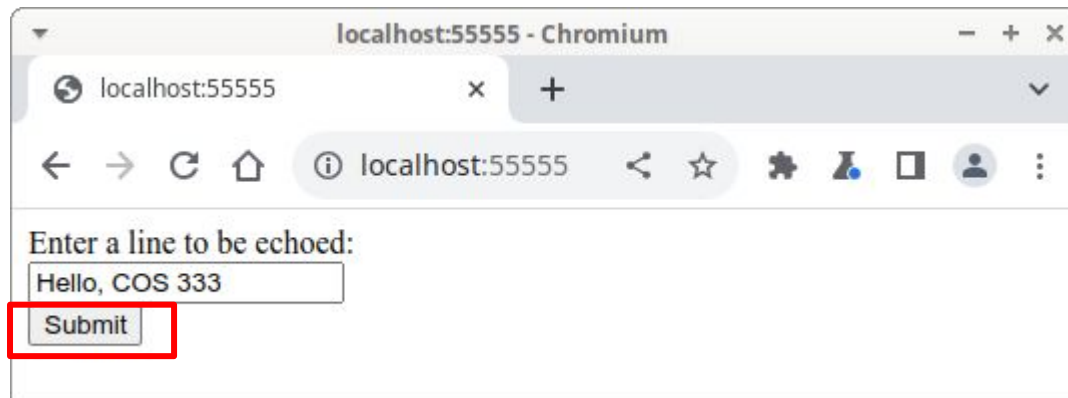 localhost:55555 - Chromium
localhost:55555
localhost:55555
Enter a line to be echoed:
Hello, COS 333
Submit